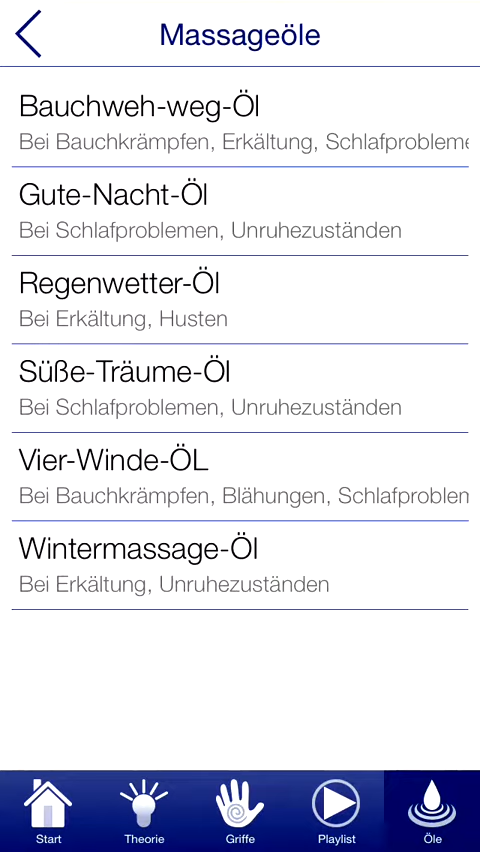 Massageöle
Bauchweh-weg-Öl
Bei Bauchkrämpfen, Erkältung, Schlafprobleme
Gute-Nacht-Öl
Bei Schlafproblemen, Unruhezuständen
Regenwetter-Öl
Bei Erkältung, Husten
Süße-Träume-Öl
Bei Schlafproblemen, Unruhezuständen
Vier-Winde-ÖL
Bei Bauchkrämpfen, Blähungen, Schlafproblem
Wintermassage-Öl
Bei Erkältung, Unruhezuständen
Start Theorie Griffe Playlist Öle